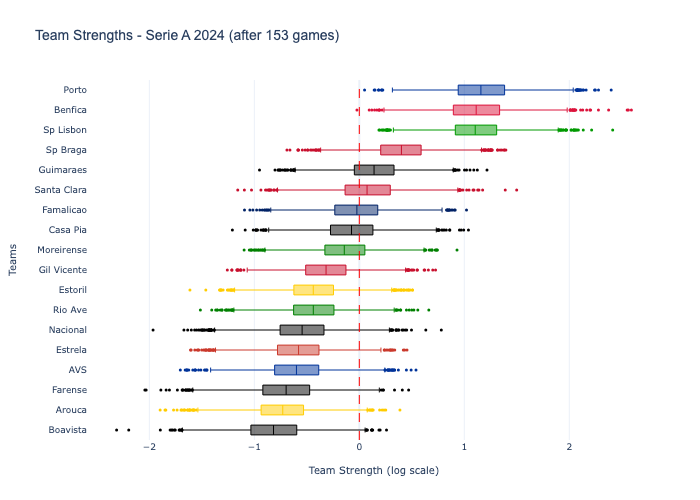 Team Strengths - Serie A 2024 (after 153 games)
Porto
Benfica
Sp Lisbon
Sp Braga
Guimaraes
Santa Clara
Famalicao
Casa Pia
Moreirense
Gil Vicente
Estoril
Rio Ave
Nacional
Estrela
AVS
Farense
Arouca
Boavista
Teams
−2 −1 0 1 2
Team Strength (log scale)